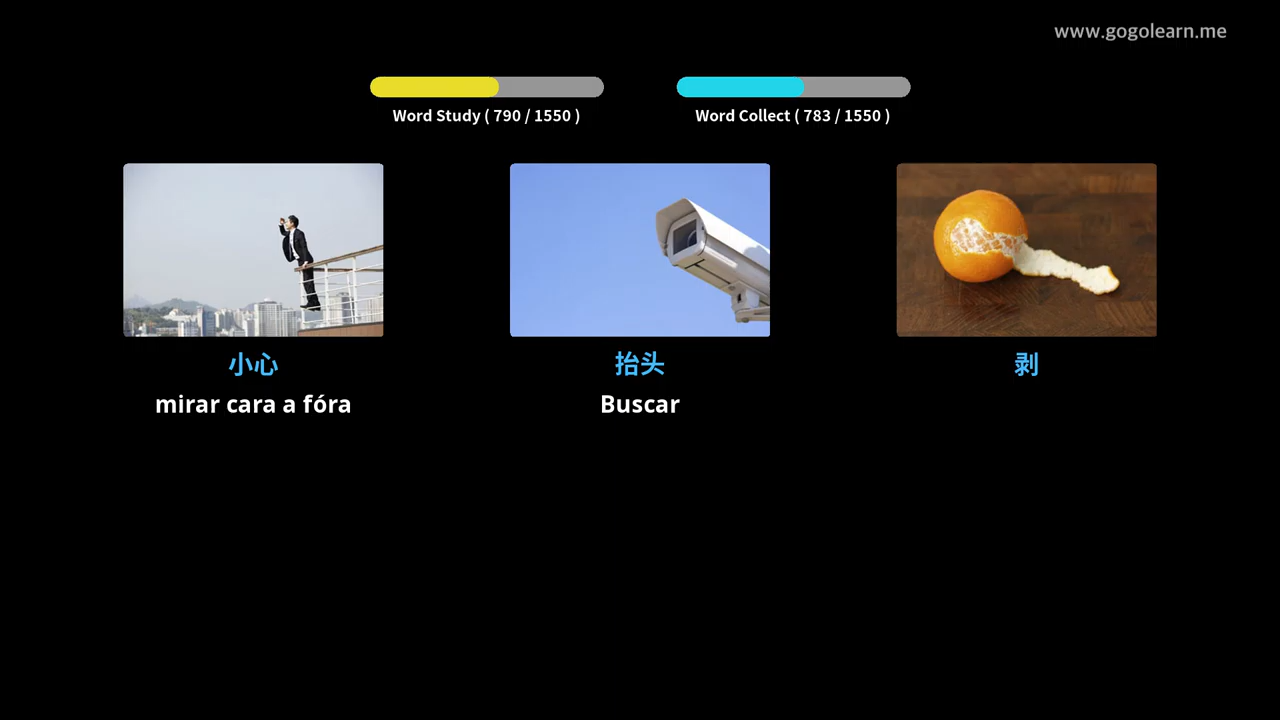 www.gogolearn.me
Word Study ( 790 / 1550 )
Word Collect ( 783 / 1550 )
小心
抬头
剥
mirar cara a fóra
Buscar